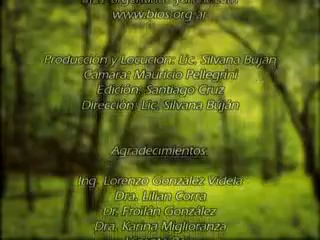 www.bios.org.ar
Producción y Locución: Lic. Silvana Buján
Cámara: Mauricio Pellegrini
Edición: Santiago Cruz
Dirección: Lic. Silvana Buján
Agradecimientos
Ing. Lorenzo González Videla
Dra. Lilian Corra
Dr. Froilán González
Dra. Karina Miglioranza